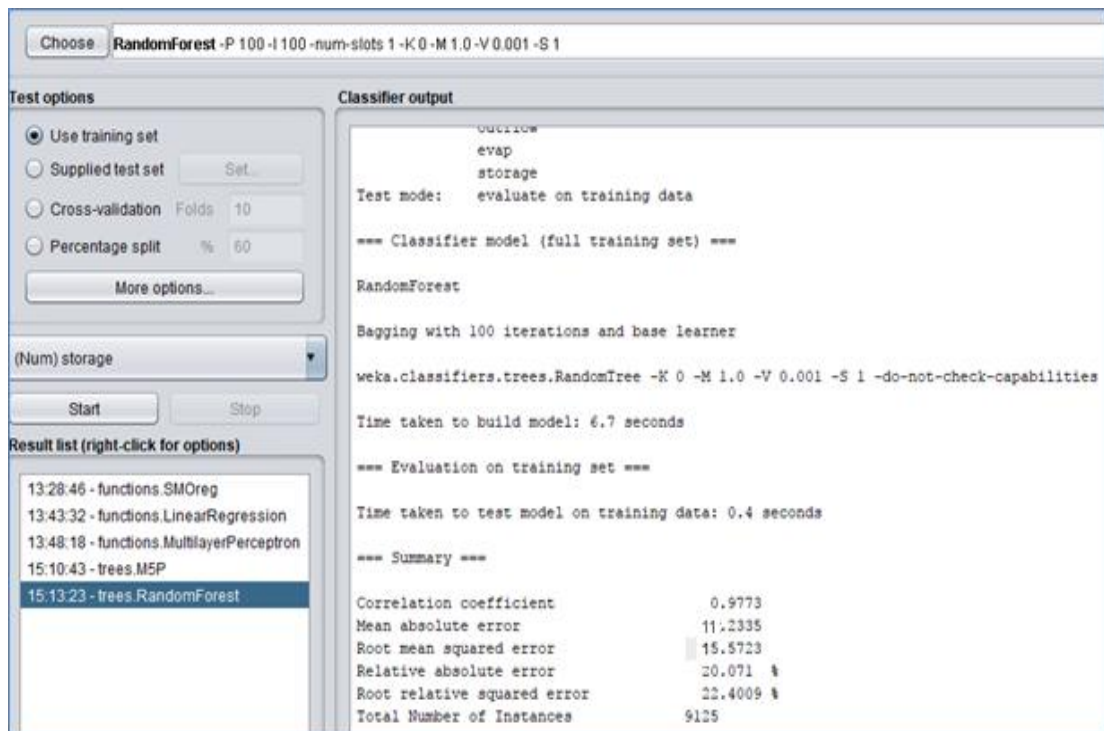 Choose RandomForest -P 100 -I 100 -num-slots 1 -K 0 -M 1.0 -V 0.001 -S 1
Test options
Use training set
Supplied test set Set...
Cross-validation Folds 10
Percentage split % 60
More options...
(Num) storage
Start Stop
Result list (right-click for options)
13:28:46 - functions.SMOreg
13:43:32 - functions.LinearRegression
13:48:18 - functions.MultilayerPerceptron
15:10:43 - trees.M5P
15:13:23 - trees.RandomForest
Classifier output
outflow
evap
storage
Test mode: evaluate on training data
=== Classifier model (full training set) ===
RandomForest
Bagging with 100 iterations and base learner
weka.classifiers.trees.RandomTree -K 0 -M 1.0 -V 0.001 -S 1 -do-not-check-capabilities
Time taken to build model: 6.7 seconds
=== Evaluation on training set ===
Time taken to test model on training data: 0.4 seconds
=== Summary ===
Correlation coefficient 0.9773
Mean absolute error 11.2335
Root mean squared error 15.5723
Relative absolute error 20.071 %
Root relative squared error 22.4009 %
Total Number of Instances 9125